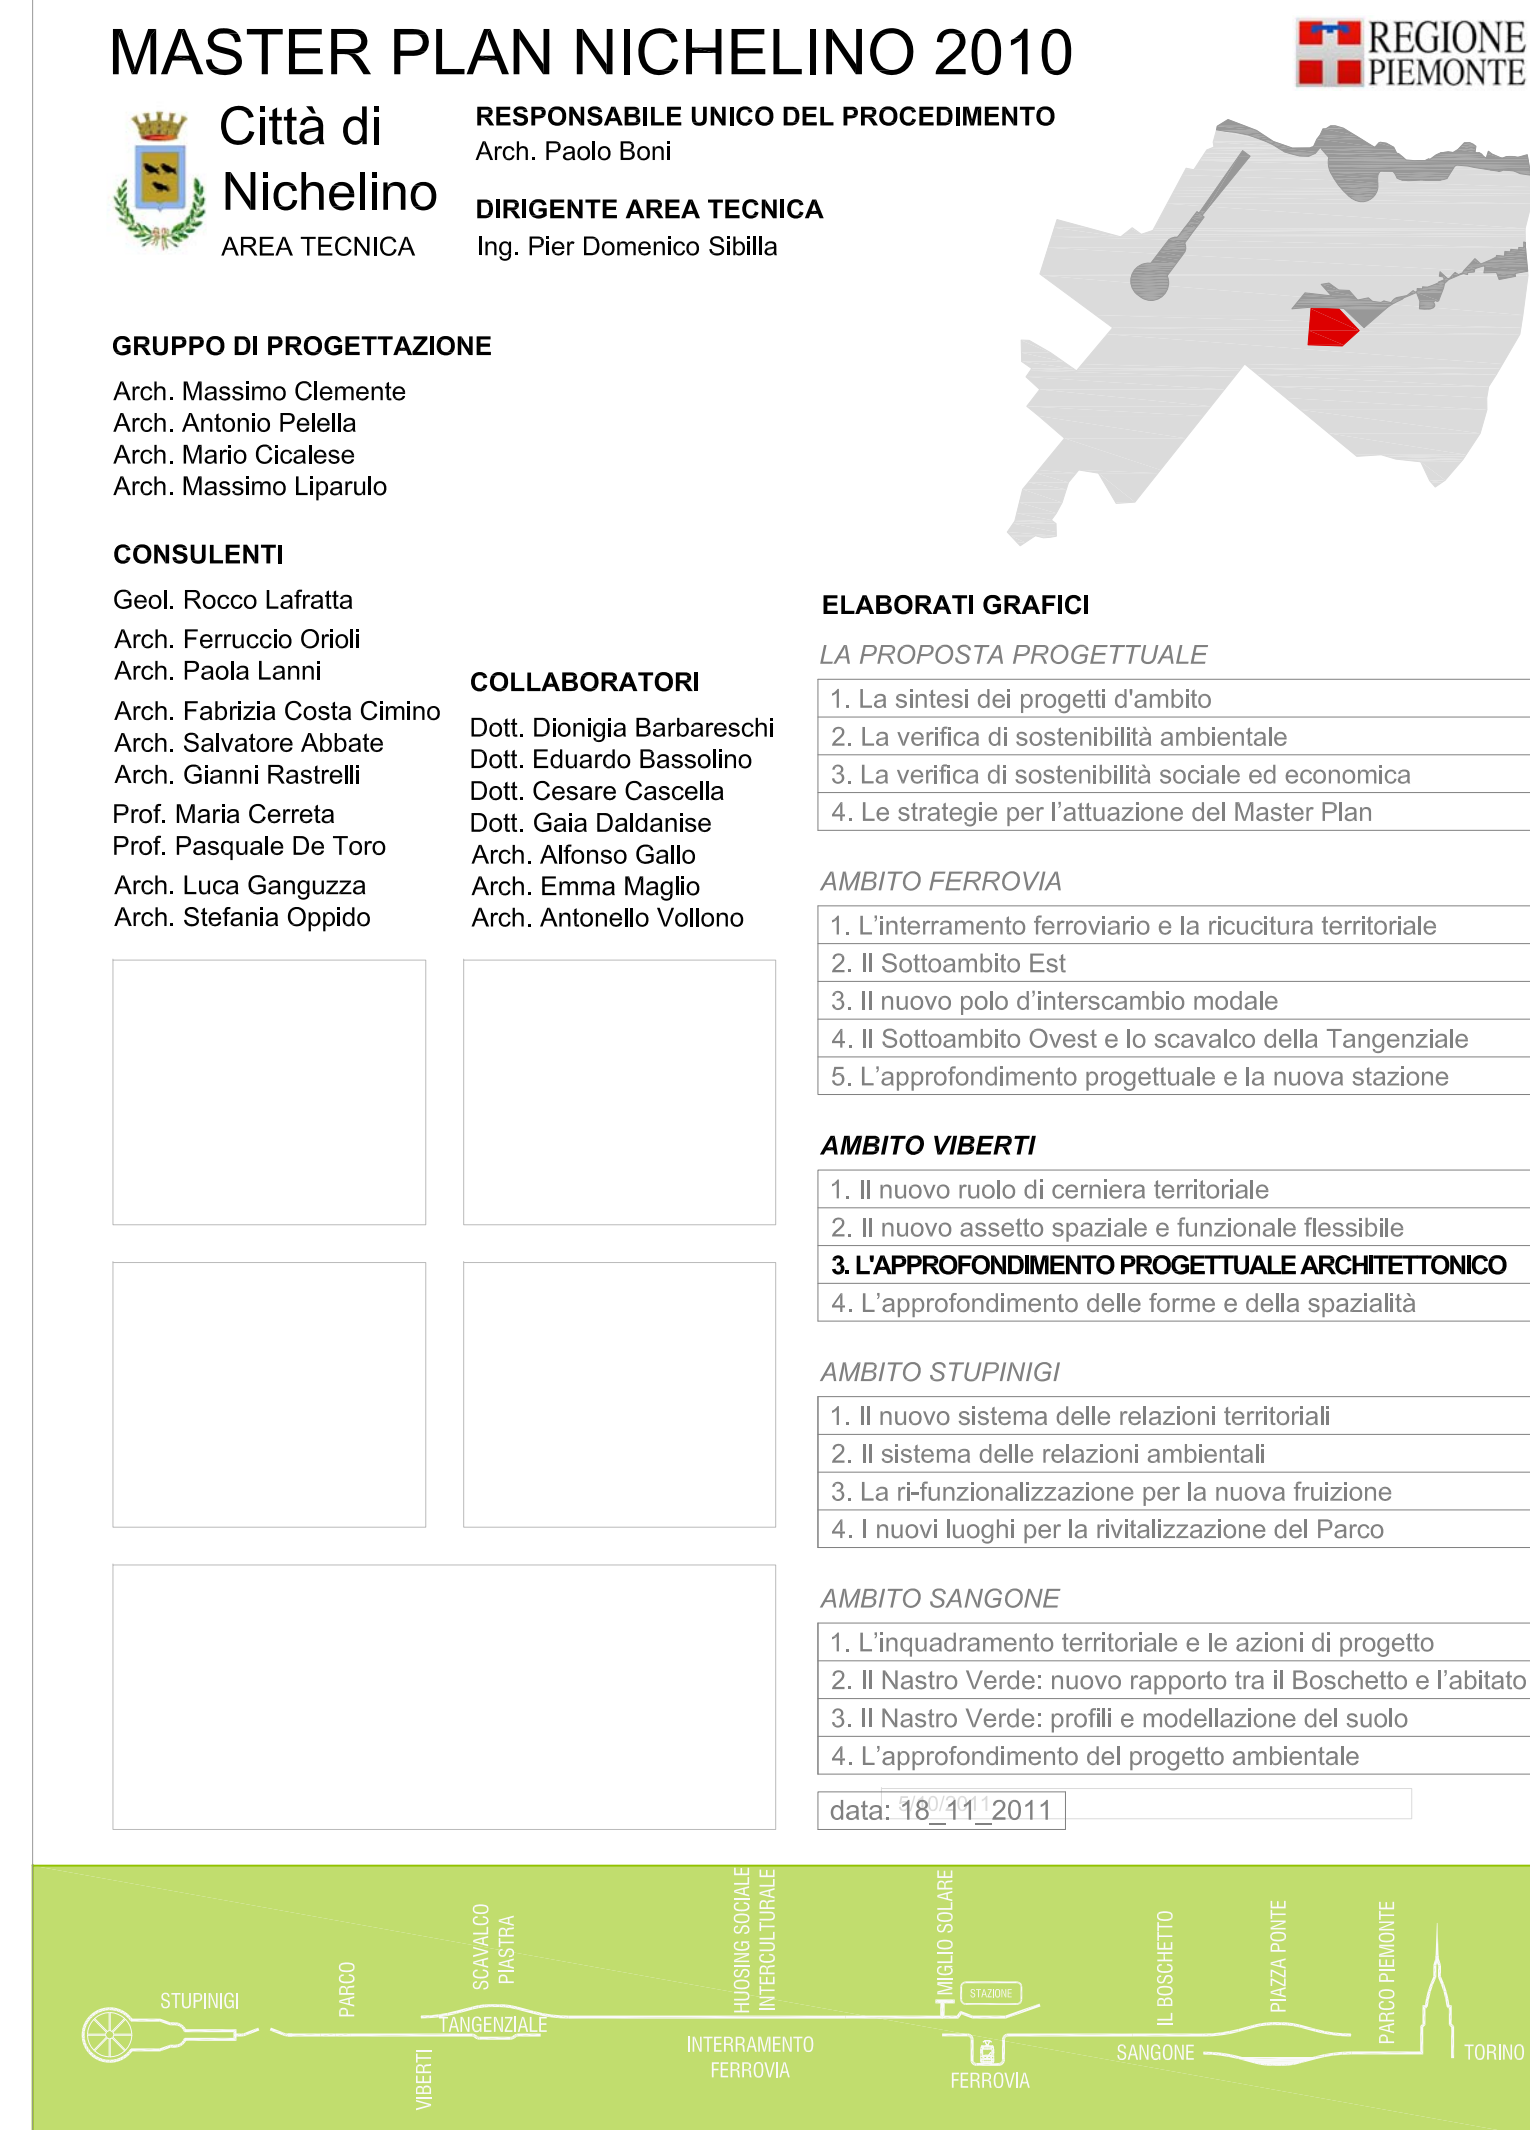 MASTER PLAN NICHELINO 2010
REGIONE
PIEMONTE
Città di
Nichelino
AREA TECNICA
RESPONSABILE UNICO DEL PROCEDIMENTO
Arch. Paolo Boni
DIRIGENTE AREA TECNICA
Ing. Pier Domenico Sibilla
GRUPPO DI PROGETTAZIONE
Arch. Massimo Clemente
Arch. Antonio Pelella
Arch. Mario Cicalese
Arch. Massimo Liparulo
CONSULENTI
Geol. Rocco Lafratta
Arch. Ferruccio Orioli
Arch. Paola Lanni
Arch. Fabrizia Costa Cimino
Arch. Salvatore Abbate
Arch. Gianni Rastrelli
Prof. Maria Cerreta
Prof. Pasquale De Toro
Arch. Luca Ganguzza
Arch. Stefania Oppido
COLLABORATORI
Dott. Dionigia Barbareschi
Dott. Eduardo Bassolino
Dott. Cesare Cascella
Dott. Gaia Daldanise
Arch. Alfonso Gallo
Arch. Emma Maglio
Arch. Antonello Vollono
ELABORATI GRAFICI
LA PROPOSTA PROGETTUALE
1. La sintesi dei progetti d'ambito
2. La verifica di sostenibilità ambientale
3. La verifica di sostenibilità sociale ed economica
4. Le strategie per l’attuazione del Master Plan
AMBITO FERROVIA
1. L’interramento ferroviario e la ricucitura territoriale
2. Il Sottoambito Est
3. Il nuovo polo d’interscambio modale
4. Il Sottoambito Ovest e lo scavalco della Tangenziale
5. L’approfondimento progettuale e la nuova stazione
AMBITO VIBERTI
1. Il nuovo ruolo di cerniera territoriale
2. Il nuovo assetto spaziale e funzionale flessibile
3. L'APPROFONDIMENTO PROGETTUALE ARCHITETTONICO
4. L’approfondimento delle forme e della spazialità
AMBITO STUPINIGI
1. Il nuovo sistema delle relazioni territoriali
2. Il sistema delle relazioni ambientali
3. La ri-funzionalizzazione per la nuova fruizione
4. I nuovi luoghi per la rivitalizzazione del Parco
AMBITO SANGONE
1. L’inquadramento territoriale e le azioni di progetto
2. Il Nastro Verde: nuovo rapporto tra il Boschetto e l’abitato
3. Il Nastro Verde: profili e modellazione del suolo
4. L’approfondimento del progetto ambientale
5/10/2011
data: 18_11_2011
STUPINIGI
PARCO
VIBERTI
SCAVALCO
PIASTRA
TANGENZIALE
HUOSING SOCIALE
INTERCULTURALE
INTERRAMENTO
FERROVIA
MIGLIO SOLARE
STAZIONE
FERROVIA
IL BOSCHETTO
SANGONE
PIAZZA PONTE
PARCO PIEMONTE
TORINO